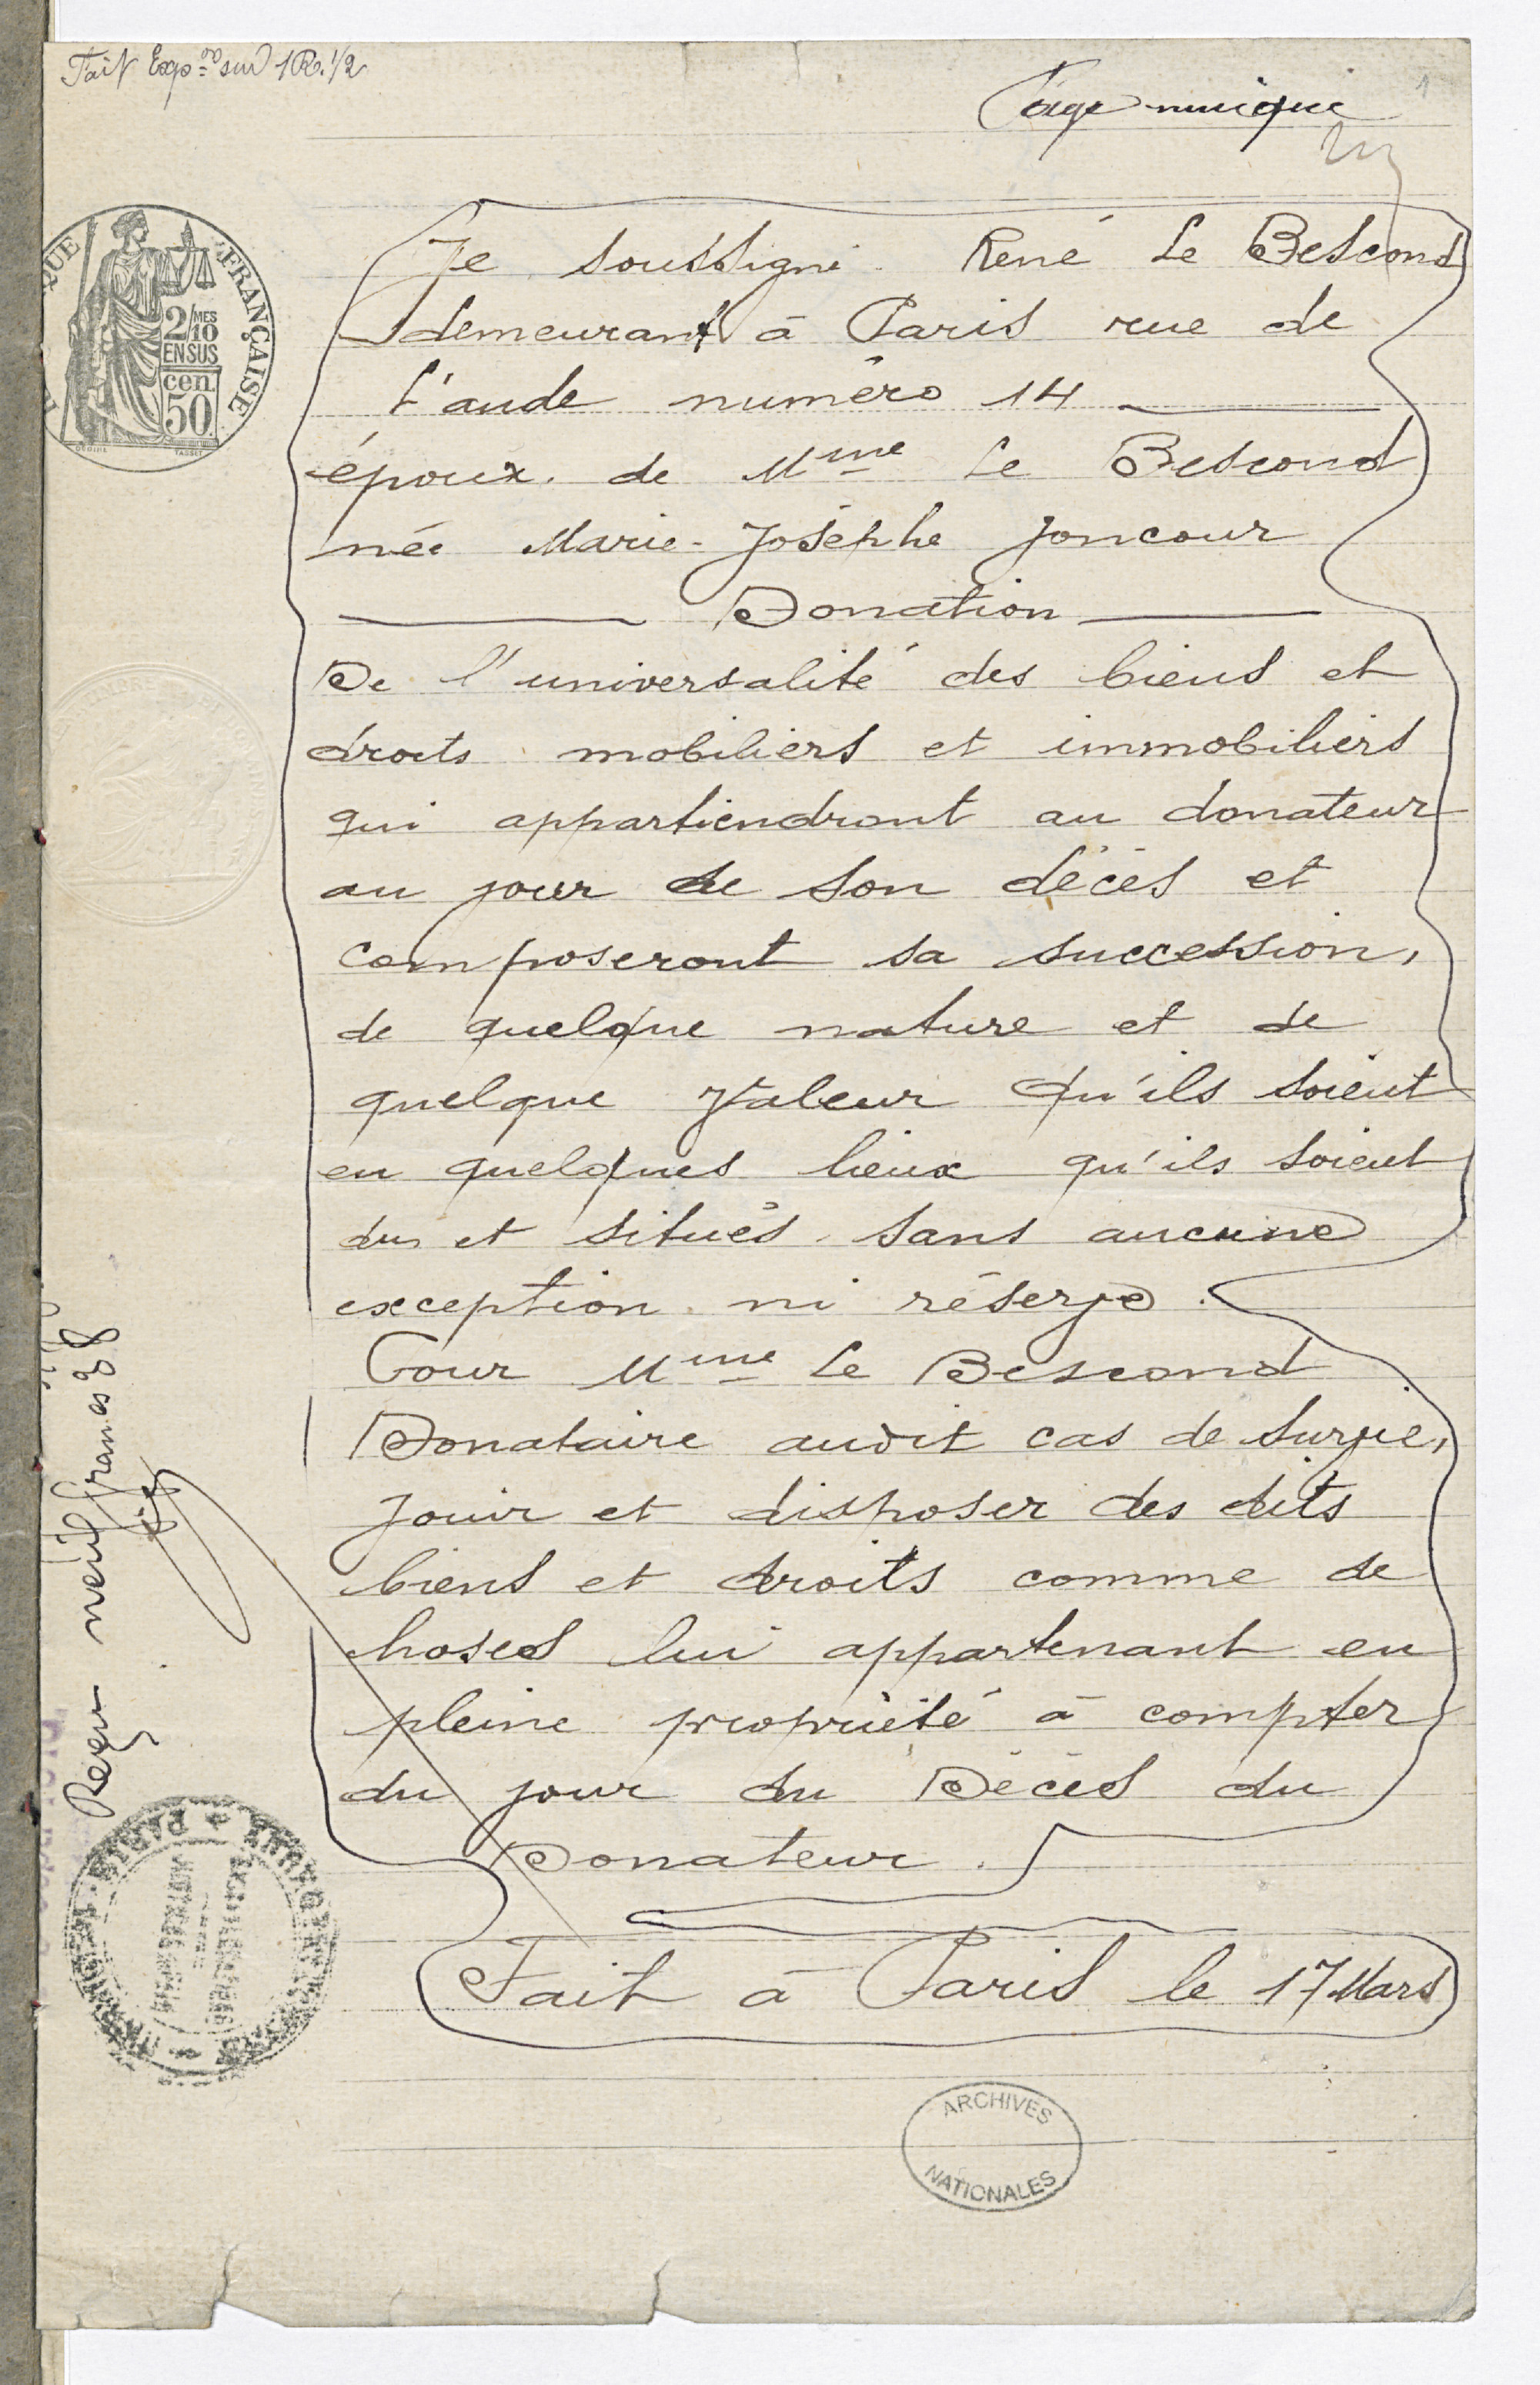 Fait Exp.on sur 1R. 1/2
Page unique
1
Je soussigné René Le Bescond
demeurant à Paris rue de
l'aude numéro 14
époux de Mme Le Bescond
née Marie-Josèphe Joncour
Donation
De l'universalité des biens et
droits mobiliers et immobiliers
qui appartiendront au donateur
au jour de son décès et
composeront sa succession,
de quelque nature et de
quelque valeur qu'ils soient
en quelques lieux qu'ils soient
dus et situés sans aucune
exception ni réserve.
Pour Mme Le Bescond
Donataire audit cas de survie,
jouir et disposer des dits
biens et droits comme de
choses lui appartenant en
pleine propriété à compter
du jour du Décès du
Donateur.
Fait à Paris le 17 Mars
Reçu neuf francs 38
QUE FRANÇAISE
2/MES
10
EN SUS
cen.
50
ARCHIVES
NATIONALES